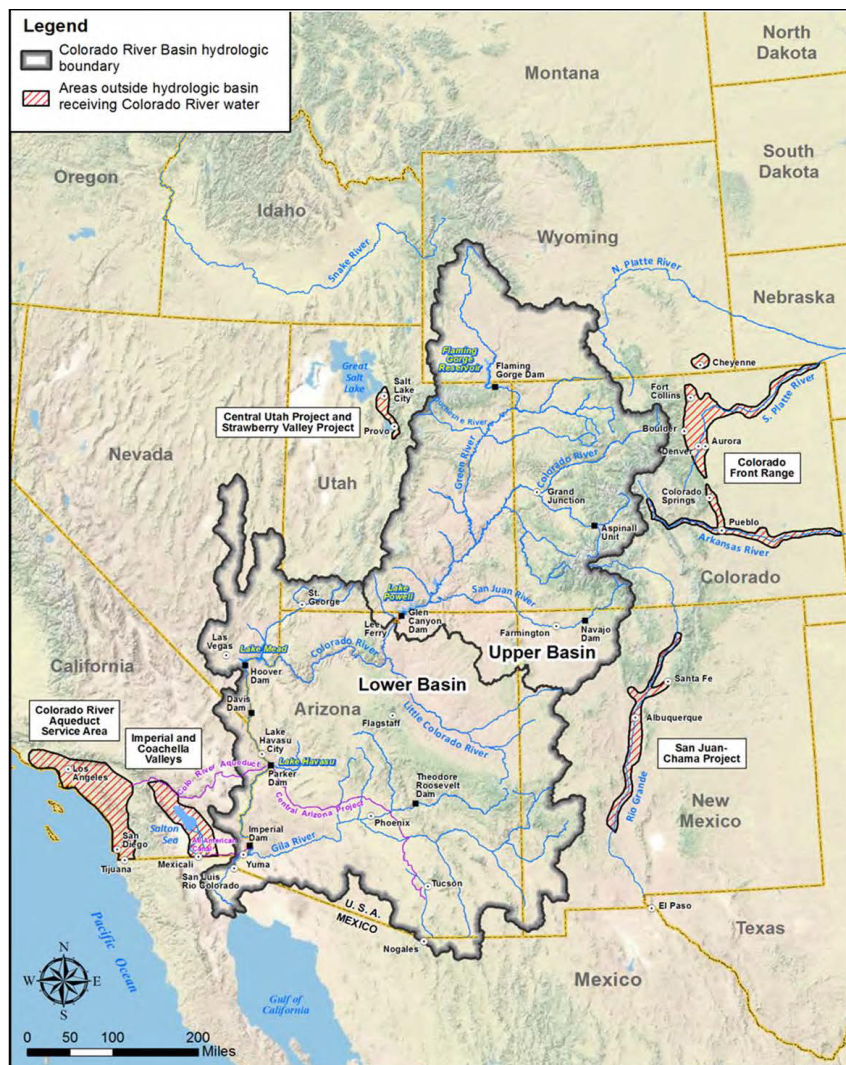 Legend
Colorado River Basin hydrologic
boundary
Areas outside hydrologic basin
receiving Colorado River water
North
Dakota
Montana
South
Dakota
Oregon
Idaho
Wyoming
Snake River
N. Platte River
Nebraska
Flaming
Gorge
Reservoir
Flaming
Gorge Dam
Cheyenne
Great
Salt
Lake
Salt
Lake
City
Fort
Collins
S. Platte River
Central Utah Project and
Strawberry Valley Project
Provo
Duchesne River
Boulder
Denver
Aurora
Nevada
Utah
Green River
Colorado River
Colorado
Front Range
Grand
Junction
Colorado
Springs
Aspinall
Unit
Pueblo
Arkansas River
Colorado
St.
George
Lake
Powell
San Juan River
Glen
Canyon
Dam
Lee
Ferry
Farmington
Navajo
Dam
Las
Vegas
Lake Mead
Colorado River
Upper Basin
California
Hoover
Dam
Lower Basin
Santa Fe
Davis
Dam
Arizona
Little Colorado River
Colorado River
Aqueduct
Service Area
Imperial and
Coachella
Valleys
Flagstaff
Albuquerque
Lake
Havasu
City
San Juan-
Chama Project
Los
Angeles
Colo. River Aqueduct
Lake Havasu
Parker
Dam
Theodore
Roosevelt
Dam
Rio Grande
New
Mexico
Central Arizona Project
Salton
Sea
Phoenix
San
Diego
All American
Canal
Imperial
Dam
Gila River
Tijuana
Mexicali
Yuma
San Luis
Rio Colorado
Tucson
U. S. A.
MEXICO
El Paso
Texas
Pacific Ocean
Nogales
Mexico
N
W
E
S
Gulf of
California
0 50 100 200
Miles